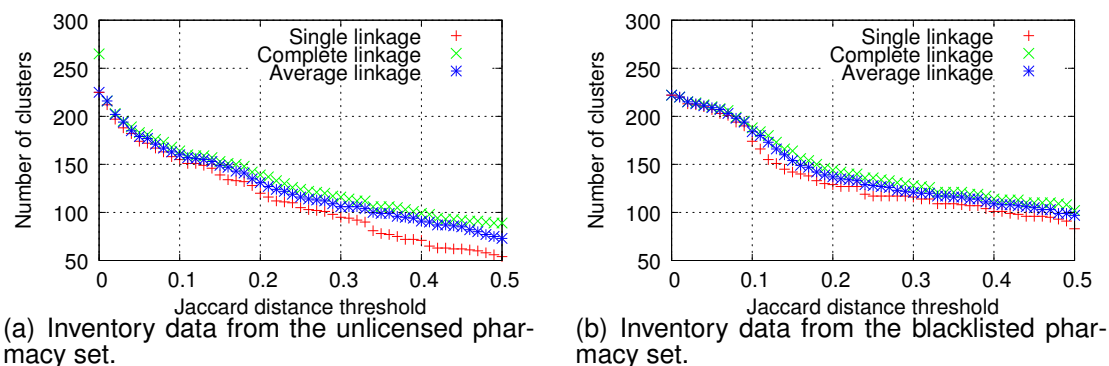 300
250
200
150
100
50
0
0.1
0.2
0.3
0.4
0.5
Number of clusters
Jaccard distance threshold
Single linkage
Complete linkage
Average linkage
(a) Inventory data from the unlicensed phar-
macy set.
300
250
200
150
100
50
0
0.1
0.2
0.3
0.4
0.5
Number of clusters
Jaccard distance threshold
Single linkage
Complete linkage
Average linkage
(b) Inventory data from the blacklisted phar-
macy set.